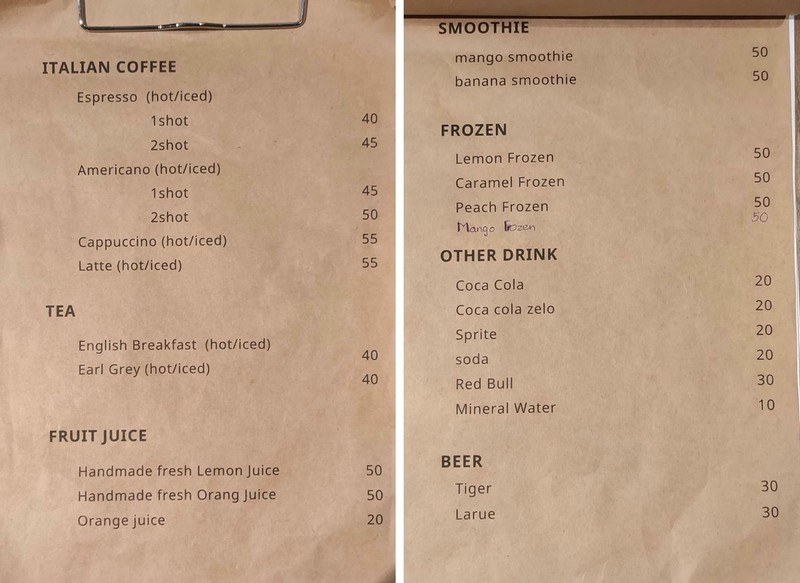 ITALIAN COFFEE
Espresso (hot/iced)
1shot 40
2shot 45
Americano (hot/iced)
1shot 45
2shot 50
Cappuccino (hot/iced) 55
Latte (hot/iced) 55
TEA
English Breakfast (hot/iced) 40
Earl Grey (hot/iced) 40
FRUIT JUICE
Handmade fresh Lemon Juice 50
Handmade fresh Orang Juice 50
Orange juice 20
SMOOTHIE
mango smoothie 50
banana smoothie 50
FROZEN
Lemon Frozen 50
Caramel Frozen 50
Peach Frozen 50
Mango Frozen 50
OTHER DRINK
Coca Cola 20
Coca cola zelo 20
Sprite 20
soda 20
Red Bull 30
Mineral Water 10
BEER
Tiger 30
Larue 30